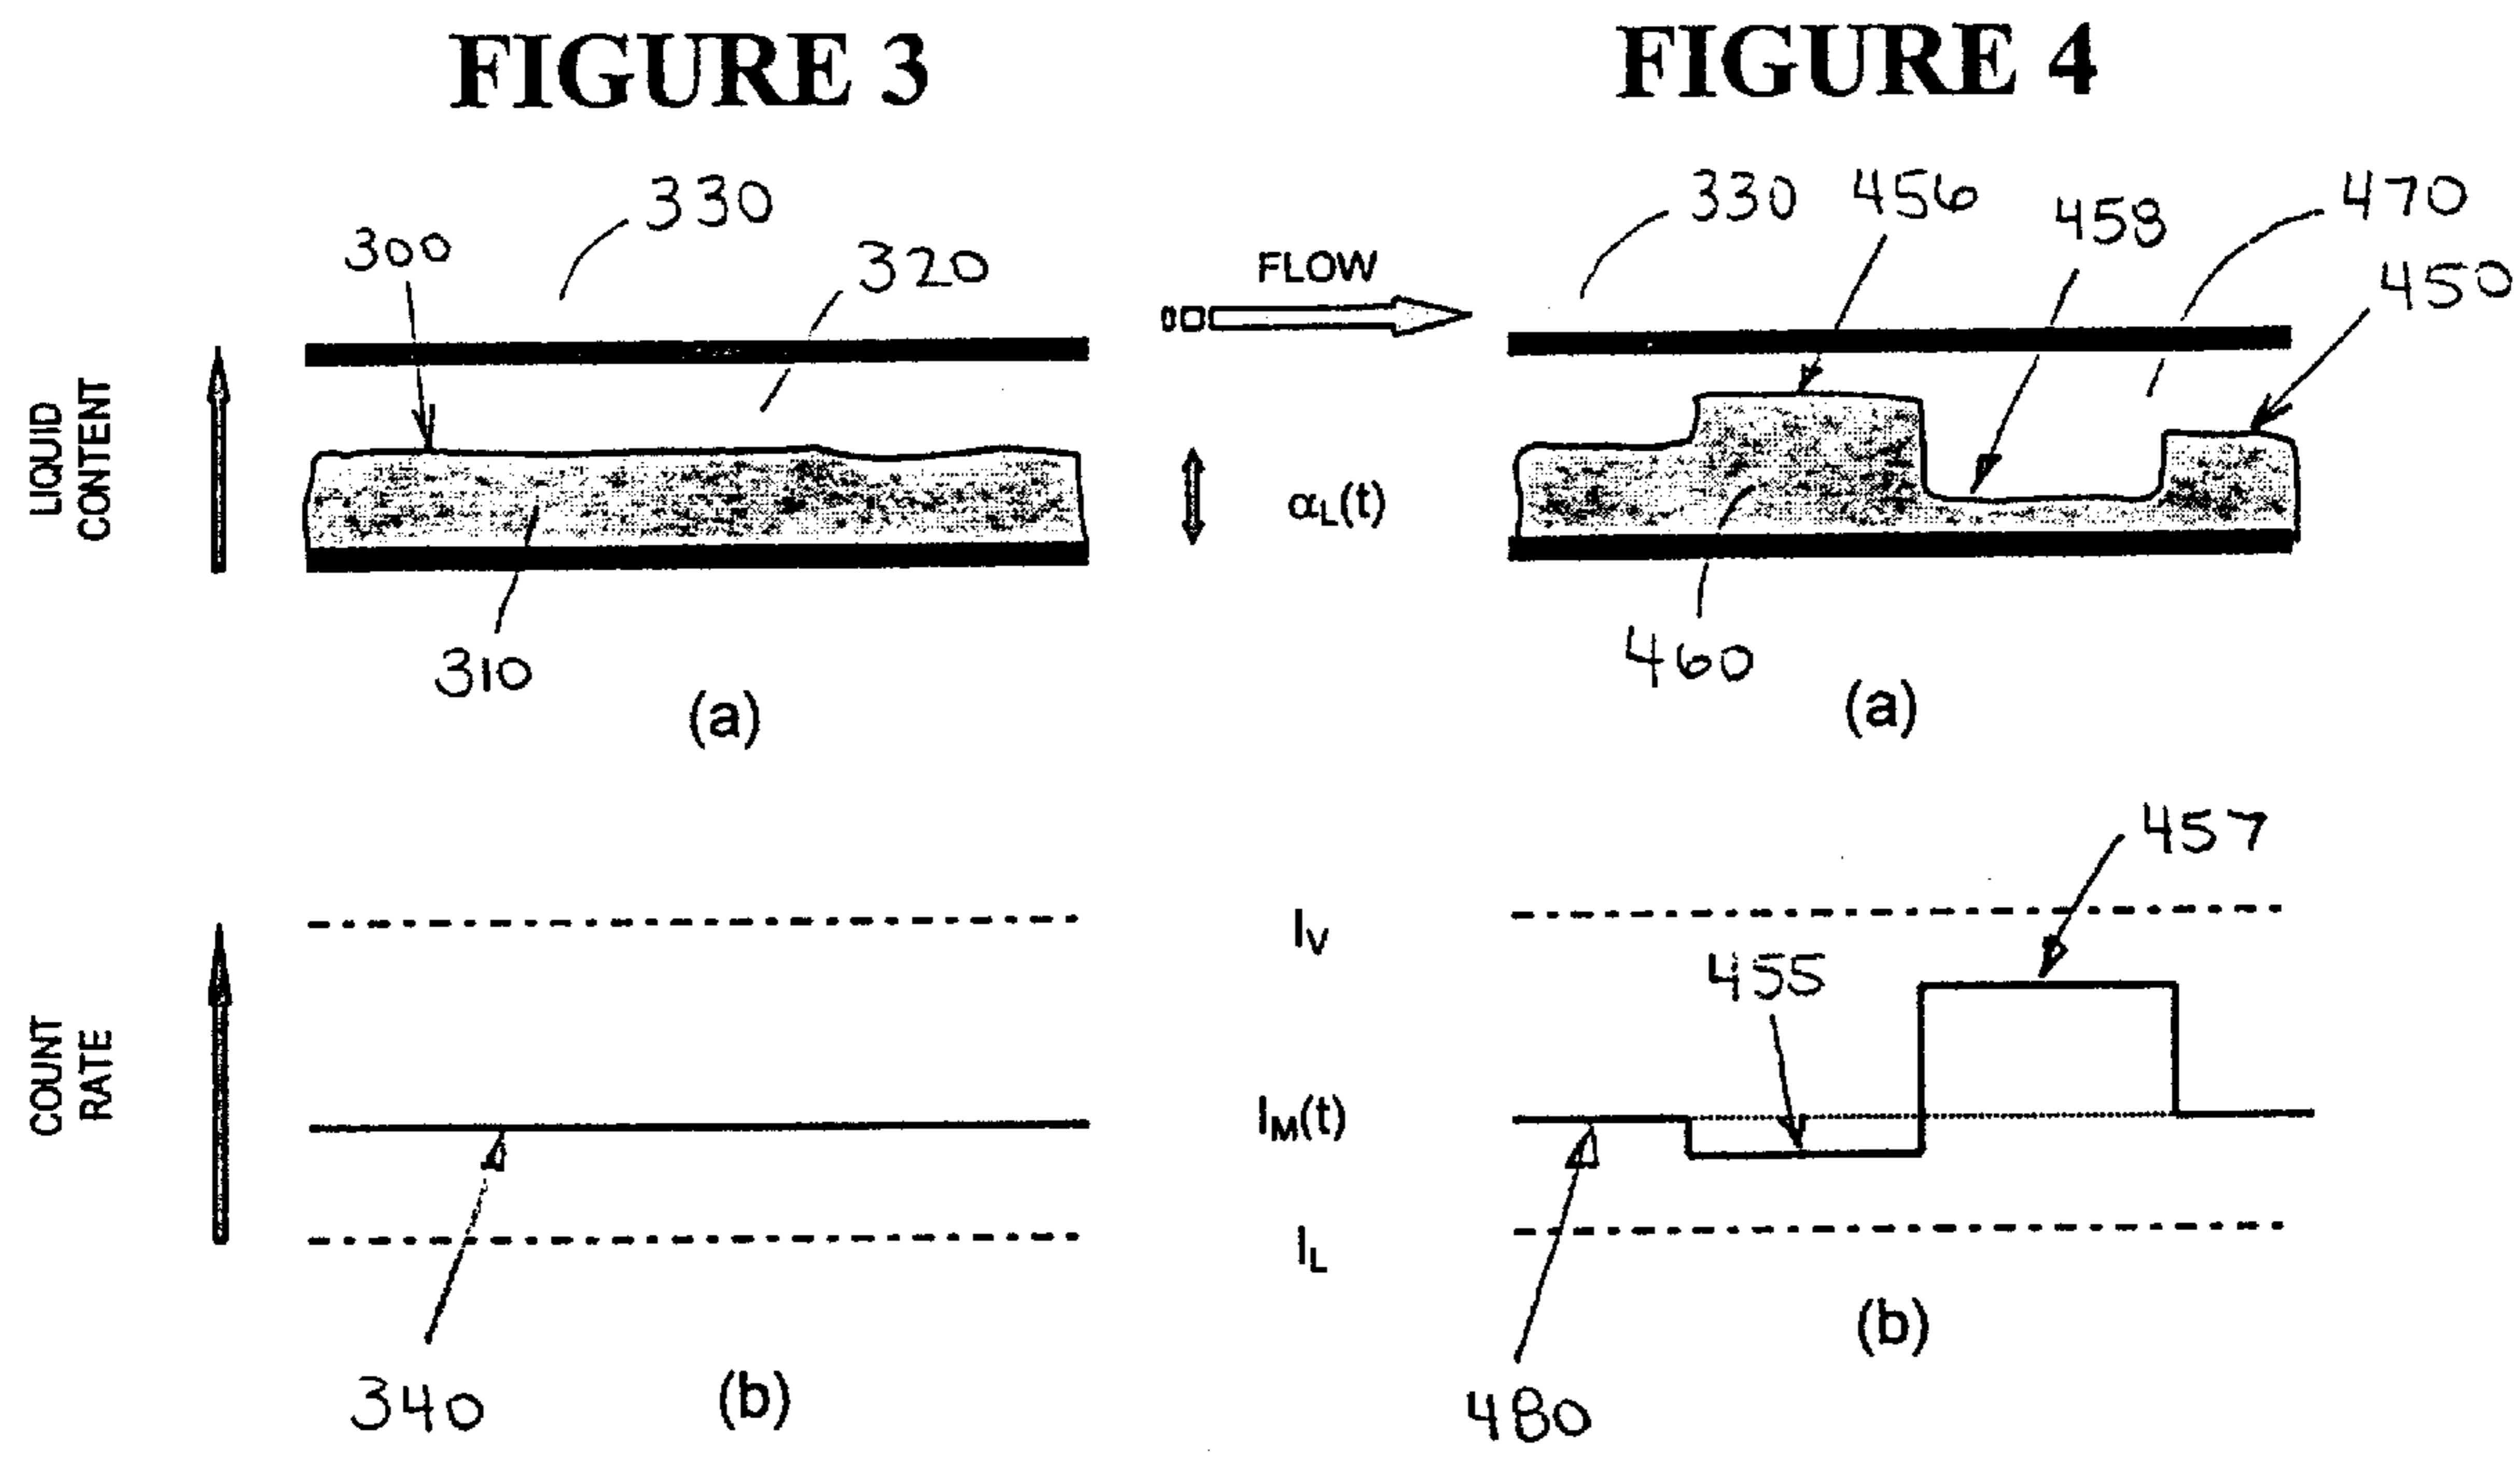 FIGURE 3
FIGURE 4
330
300
320
FLOW
330
456
458
470
450
LIQUID
CONTENT
αL(t)
310
(a)
460
(a)
457
IV
455
COUNT
RATE
IM(t)
IL
340
(b)
480
(b)